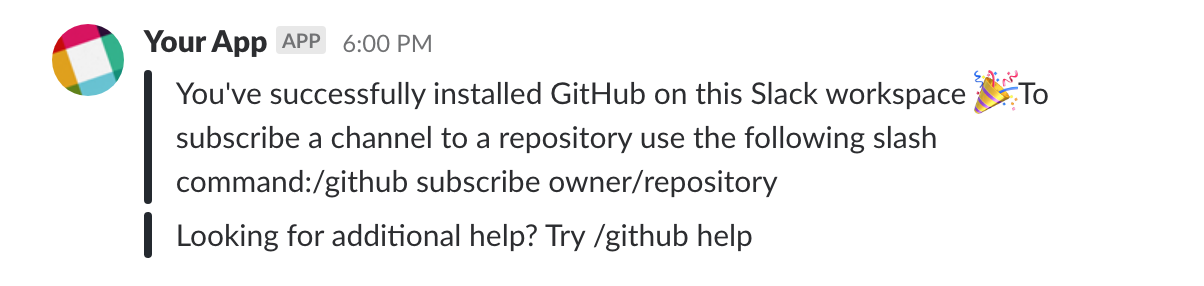 Your App APP 6:00 PM
You've successfully installed GitHub on this Slack workspace 🎉To
subscribe a channel to a repository use the following slash
command:/github subscribe owner/repository
Looking for additional help? Try /github help